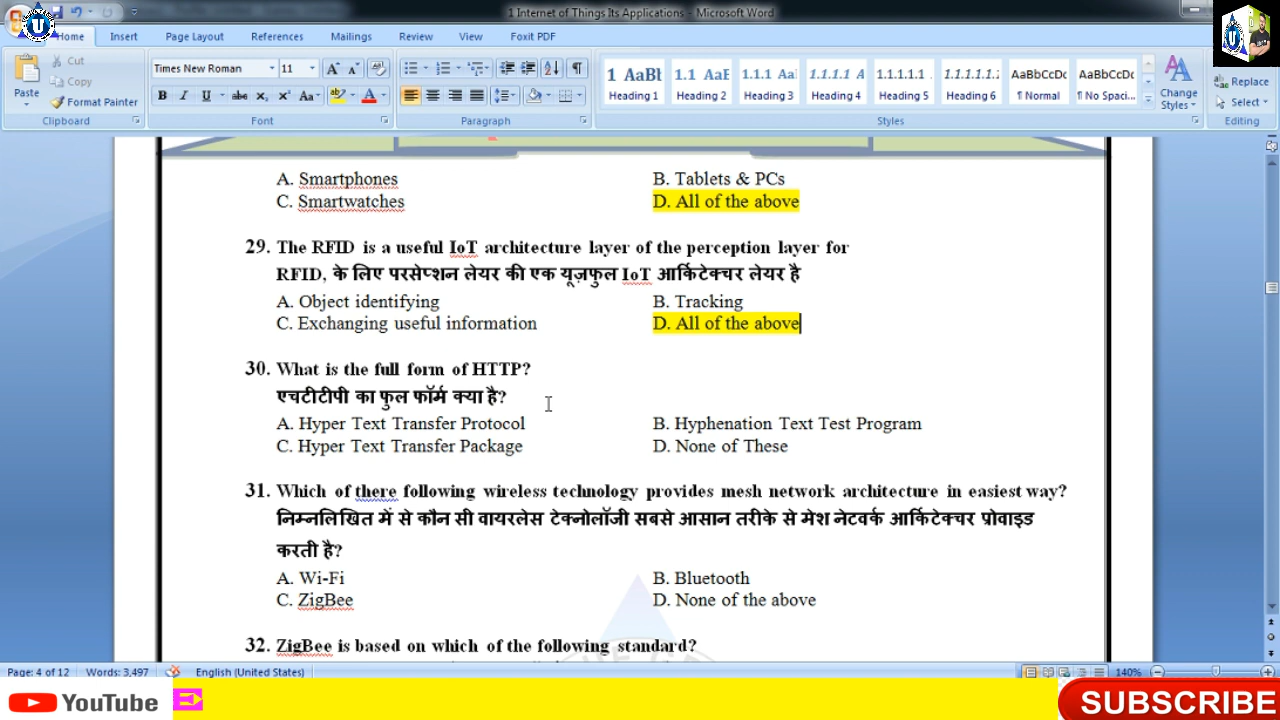 1 Internet of Things Its Applications - Microsoft Word
Home Insert Page Layout References Mailings Review View Foxit PDF
Paste Cut Copy Format Painter
Times New Roman 11
1 AaBb 1.1 AaE 1.1.1 Aa 1.1.1.1 A 1.1.1.1.1 1.1.1.1.1.1. AaBbCcDc AaBbCcDc
Heading 1 Heading 2 Heading 3 Heading 4 Heading 5 Heading 6 ¶ Normal ¶ No Spaci...
Change Styles Replace Select
Clipboard Font Paragraph Styles Editing
A. Smartphones B. Tablets & PCs
C. Smartwatches D. All of the above
29. The RFID is a useful IoT architecture layer of the perception layer for
RFID, के लिए परसेप्शन लेयर की एक यूज़फुल IoT आर्किटेक्चर लेयर है
A. Object identifying B. Tracking
C. Exchanging useful information D. All of the above
30. What is the full form of HTTP?
एचटीटीपी का फुल फॉर्म क्या है?
A. Hyper Text Transfer Protocol B. Hyphenation Text Test Program
C. Hyper Text Transfer Package D. None of These
31. Which of there following wireless technology provides mesh network architecture in easiest way?
निम्नलिखित में से कौन सी वायरलेस टेक्नोलॉजी सबसे आसान तरीके से मेश नेटवर्क आर्किटेक्चर प्रोवाइड
करती है?
A. Wi-Fi B. Bluetooth
C. ZigBee D. None of the above
32. ZigBee is based on which of the following standard?
Page: 4 of 12 Words: 3,497 English (United States) 140%
YouTube SUBSCRIBE